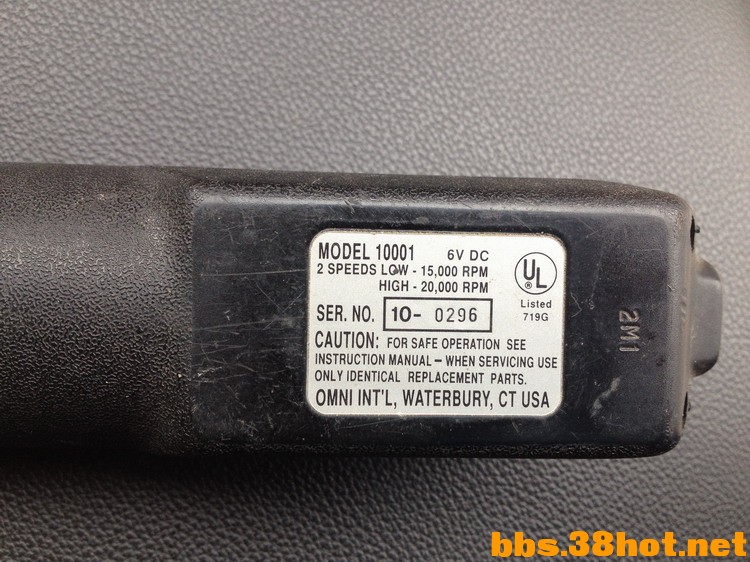 MODEL 10001 6V DC
2 SPEEDS LOW - 15,000 RPM
HIGH - 20,000 RPM
UL
®
Listed
719G
SER. NO. 10- 0296
CAUTION: FOR SAFE OPERATION SEE
INSTRUCTION MANUAL – WHEN SERVICING USE
ONLY IDENTICAL REPLACEMENT PARTS.
OMNI INT'L, WATERBURY, CT USA
2M1
bbs.38hot.net